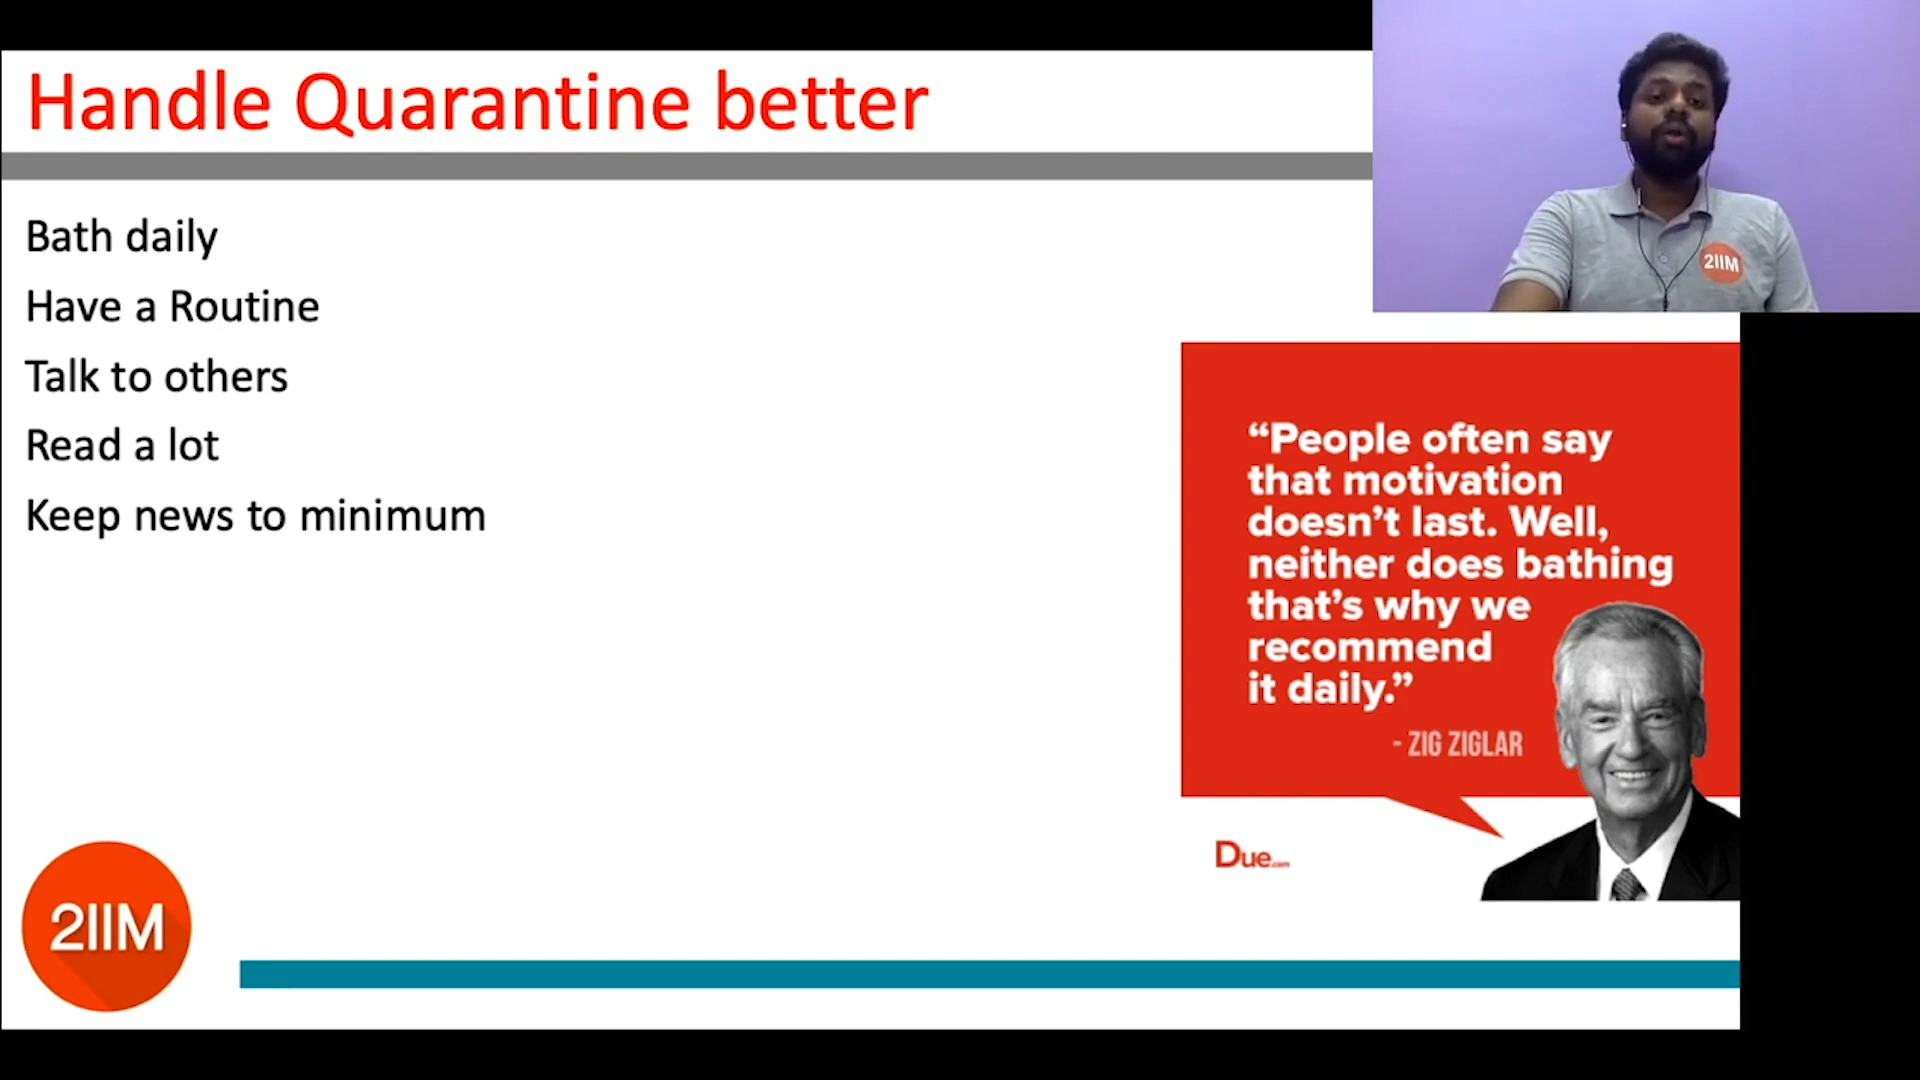 Handle Quarantine better
Bath daily
Have a Routine
Talk to others
Read a lot
Keep news to minimum
2IIM
“People often say
that motivation
doesn’t last. Well,
neither does bathing
that’s why we
recommend
it daily.”
- ZIG ZIGLAR
Due.com
2IIM